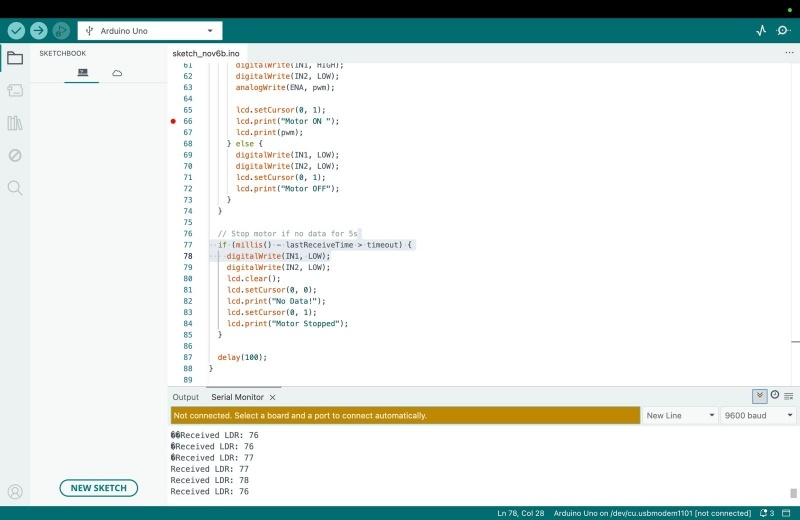 Arduino Uno
SKETCHBOOK
sketch_nov6b.ino
61 digitalWrite(IN1, HIGH);
62 digitalWrite(IN2, LOW);
63 analogWrite(ENA, pwm);
64
65 lcd.setCursor(0, 1);
66 lcd.print("Motor ON ");
67 lcd.print(pwm);
68 } else {
69 digitalWrite(IN1, LOW);
70 digitalWrite(IN2, LOW);
71 lcd.setCursor(0, 1);
72 lcd.print("Motor OFF");
73 }
74 }
75
76 // Stop motor if no data for 5s
77 if (millis() - lastReceiveTime > timeout) {
78 digitalWrite(IN1, LOW);
79 digitalWrite(IN2, LOW);
80 lcd.clear();
81 lcd.setCursor(0, 0);
82 lcd.print("No Data!");
83 lcd.setCursor(0, 1);
84 lcd.print("Motor Stopped");
85 }
86
87 delay(100);
88 }
89
Output Serial Monitor
Not connected. Select a board and a port to connect automatically.
New Line
9600 baud
��Received LDR: 76
�Received LDR: 76
�Received LDR: 77
Received LDR: 77
Received LDR: 78
Received LDR: 76
NEW SKETCH
Ln 78, Col 28 Arduino Uno on /dev/cu.usbmodem1101 [not connected] 3